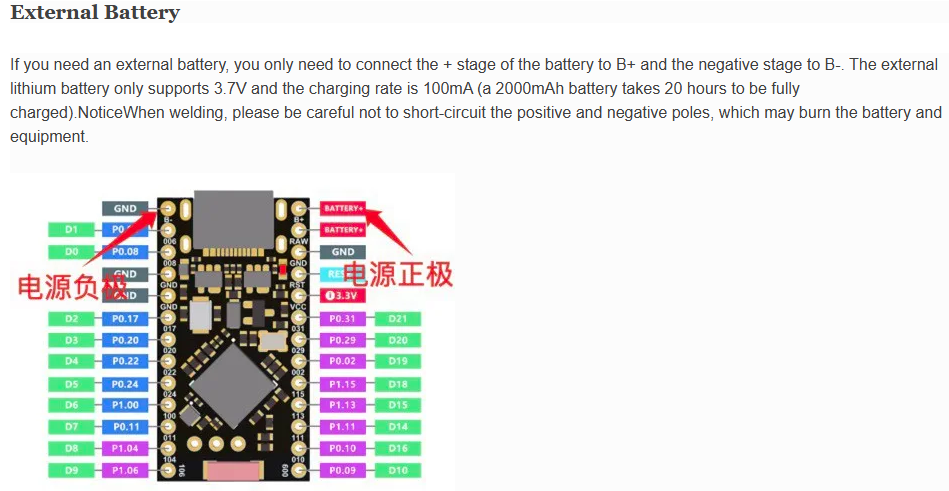 External Battery
If you need an external battery, you only need to connect the + stage of the battery to B+ and the negative stage to B-. The external
lithium battery only supports 3.7V and the charging rate is 100mA (a 2000mAh battery takes 20 hours to be fully
charged).NoticeWhen welding, please be careful not to short-circuit the positive and negative poles, which may burn the battery and
equipment.
GND BATTERY+
B- B+
D1 BATTERY+
006 RAW
D0 P0.08 GND
008 GND
GND
电源负极 电源正极
GND RST
3.3V
GND VCC
D2 P0.17 P0.31 D21
017 031
D3 P0.20 P0.29 D20
020 029
D4 P0.22 P0.02 D19
022 002
D5 P0.24 P1.15 D18
024 115
D6 P1.00 P1.13 D15
100 113
D7 P0.11 P1.11 D14
011 111
D8 P1.04 P0.10 D16
104 010
D9 P1.06 P0.09 D10
106 009